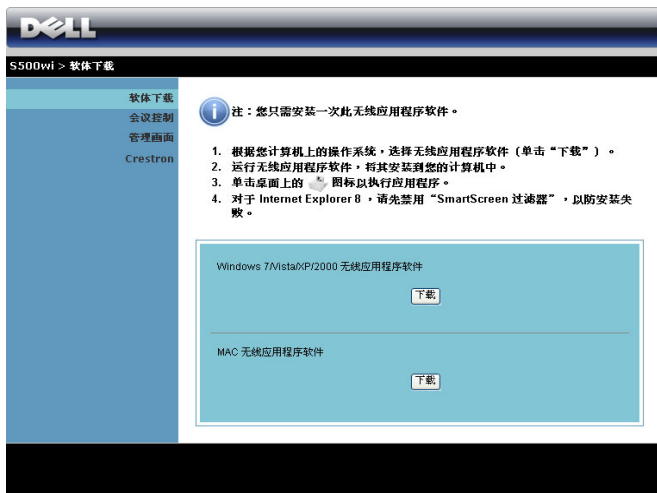 DELL
S500wi > 软体下载
软体下载
会议控制
管理画面
Crestron
注：您只需安装一次此无线应用程序软件。
1. 根据您计算机上的操作系统，选择无线应用程序软件（单击“下载”）。
2. 运行无线应用程序软件，将其安装到您的计算机中。
3. 单击桌面上的 图标以执行应用程序。
4. 对于 Internet Explorer 8，请先禁用“SmartScreen 过滤器”，以防安装失
败。
Windows 7/Vista/XP/2000 无线应用程序软件
下载
MAC 无线应用程序软件
下载